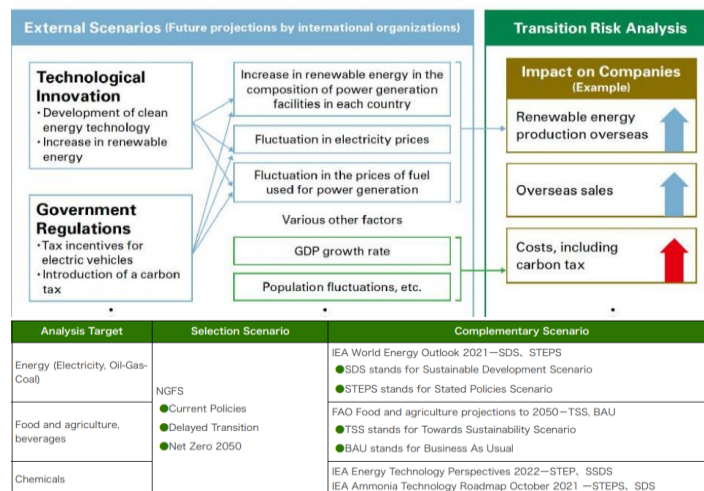 External Scenarios (Future projections by international organizations)
Technological
Innovation
・Development of clean
energy technology
・Increase in renewable
energy
Government
Regulations
・Tax incentives for
electric vehicles
・Introduction of a carbon
tax
•
Increase in renewable energy in the
composition of power generation
facilities in each country
Fluctuation in electricity prices
Fluctuation in the prices of fuel
used for power generation
Various other factors
GDP growth rate
Population fluctuations, etc.
•
Transition Risk Analysis
Impact on Companies
(Example)
Renewable energy
production overseas
Overseas sales
Costs, including
carbon tax
•
Analysis Target Selection Scenario Complementary Scenario
Energy (Electricity, Oil-Gas-
Coal)
NGFS
●Current Policies
●Delayed Transition
●Net Zero 2050
IEA World Energy Outlook 2021－SDS、STEPS
●SDS stands for Sustainable Development Scenario
●STEPS stands for Stated Policies Scenario
Food and agriculture,
beverages
FAO Food and agriculture projections to 2050－TSS, BAU
●TSS stands for Towards Sustainability Scenario
●BAU stands for Business As Usual
Chemicals
IEA Energy Technology Perspectives 2022－STEP、SSDS
IEA Ammonia Technology Roadmap October 2021 －STEPS、SDS